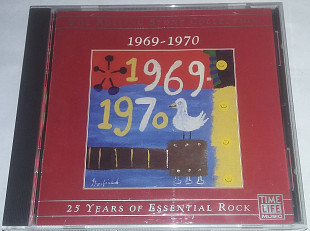 1969-1970
1969-
1970
25 YEARS OF ESSENTIAL ROCK
TIME
LIFE
MUSIC